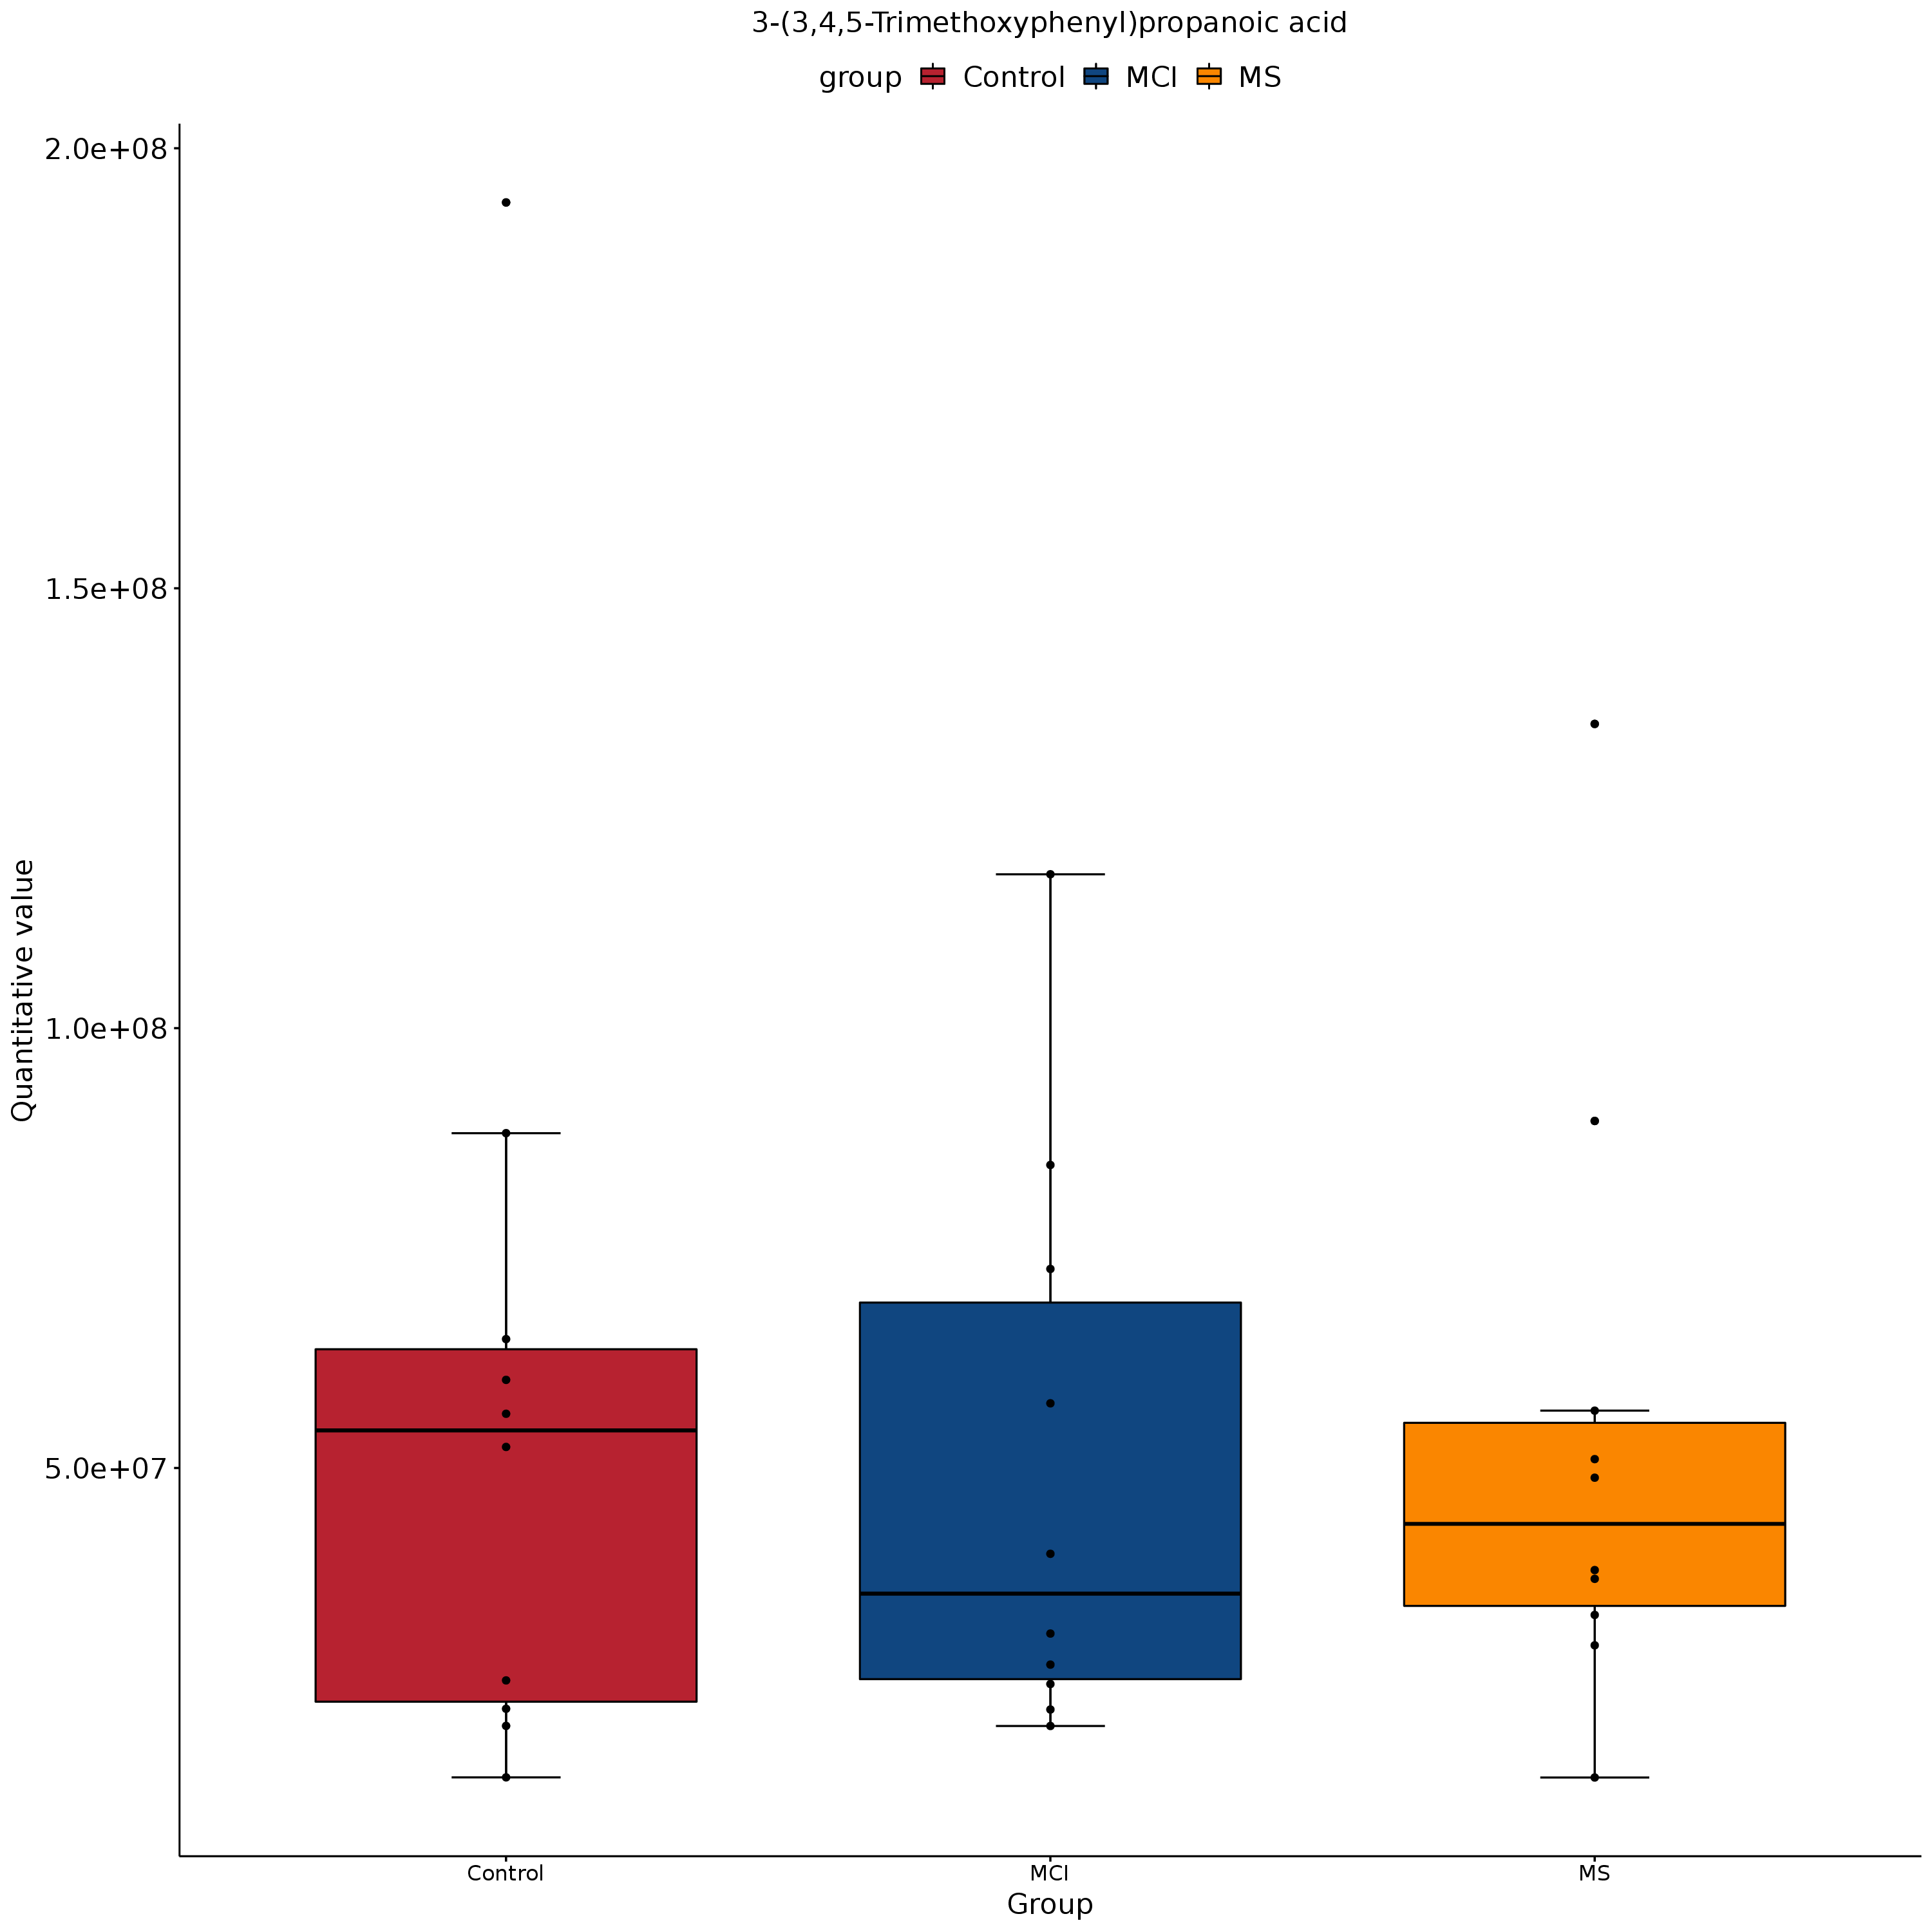 3-(3,4,5-Trimethoxyphenyl)propanoic acid
group Control MCI MS
2.0e+08
1.5e+08
1.0e+08
5.0e+07
Quantitative value
Control MCI MS
Group